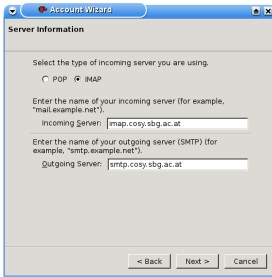 Account Wizard
Server Information
Select the type of incoming server you are using.
POP IMAP
Enter the name of your incoming server (for example,
"mail.example.net").
Incoming Server: imap.cosy.sbg.ac.at
Enter the name of your outgoing server (SMTP) (for
example, "smtp.example.net").
Outgoing Server: smtp.cosy.sbg.ac.at
< Back Next > Cancel